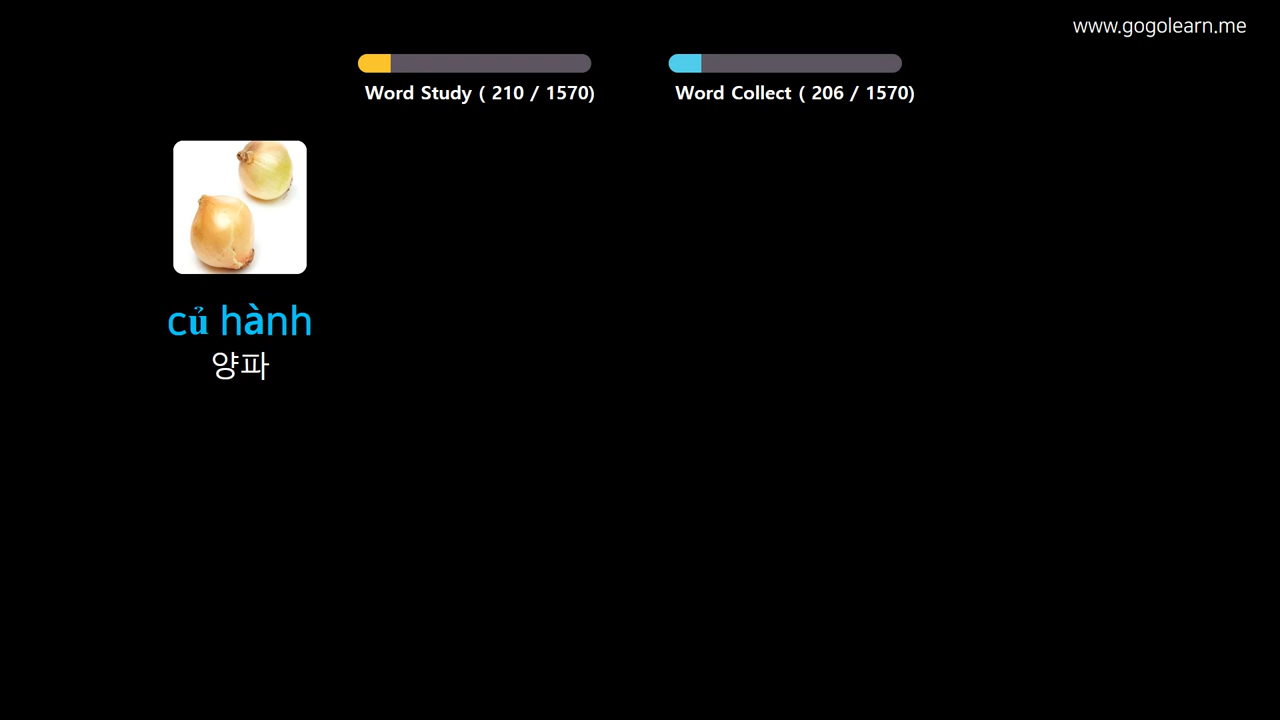 www.gogolearn.me
Word Study ( 210 / 1570)
Word Collect ( 206 / 1570)
củ hành
양파